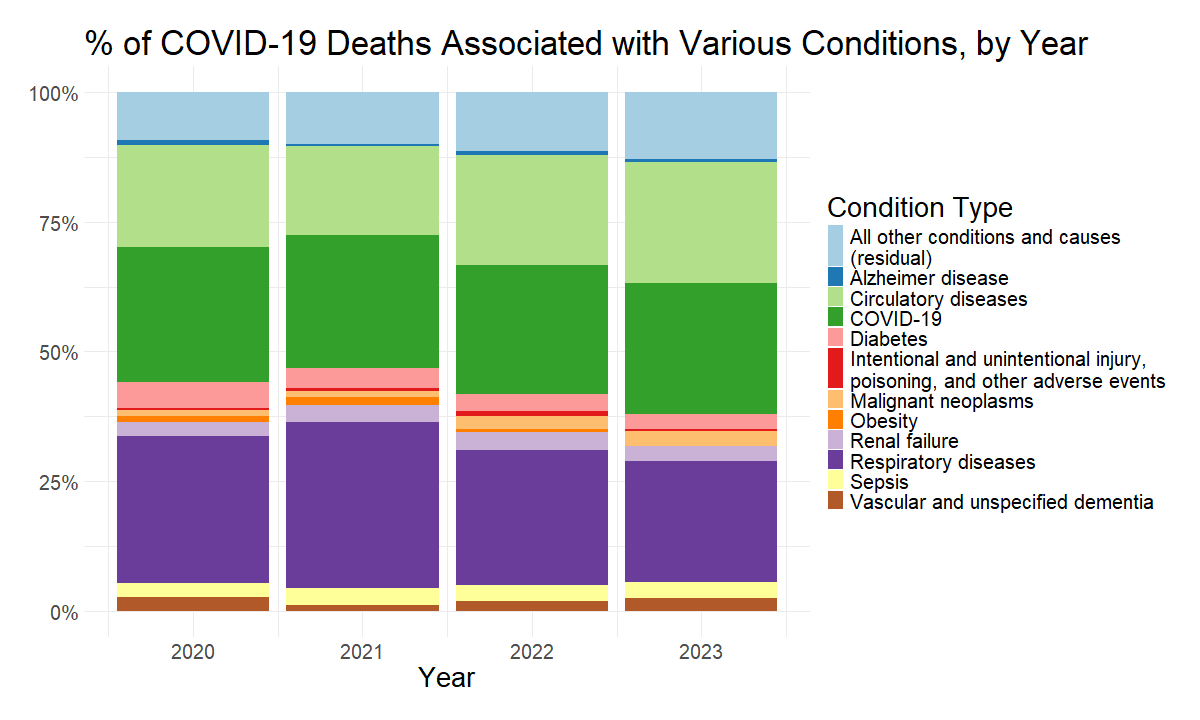 % of COVID-19 Deaths Associated with Various Conditions, by Year
100%
75%
50%
25%
0%
2020 2021 2022 2023
Year
Condition Type
All other conditions and causes
(residual)
Alzheimer disease
Circulatory diseases
COVID-19
Diabetes
Intentional and unintentional injury,
poisoning, and other adverse events
Malignant neoplasms
Obesity
Renal failure
Respiratory diseases
Sepsis
Vascular and unspecified dementia